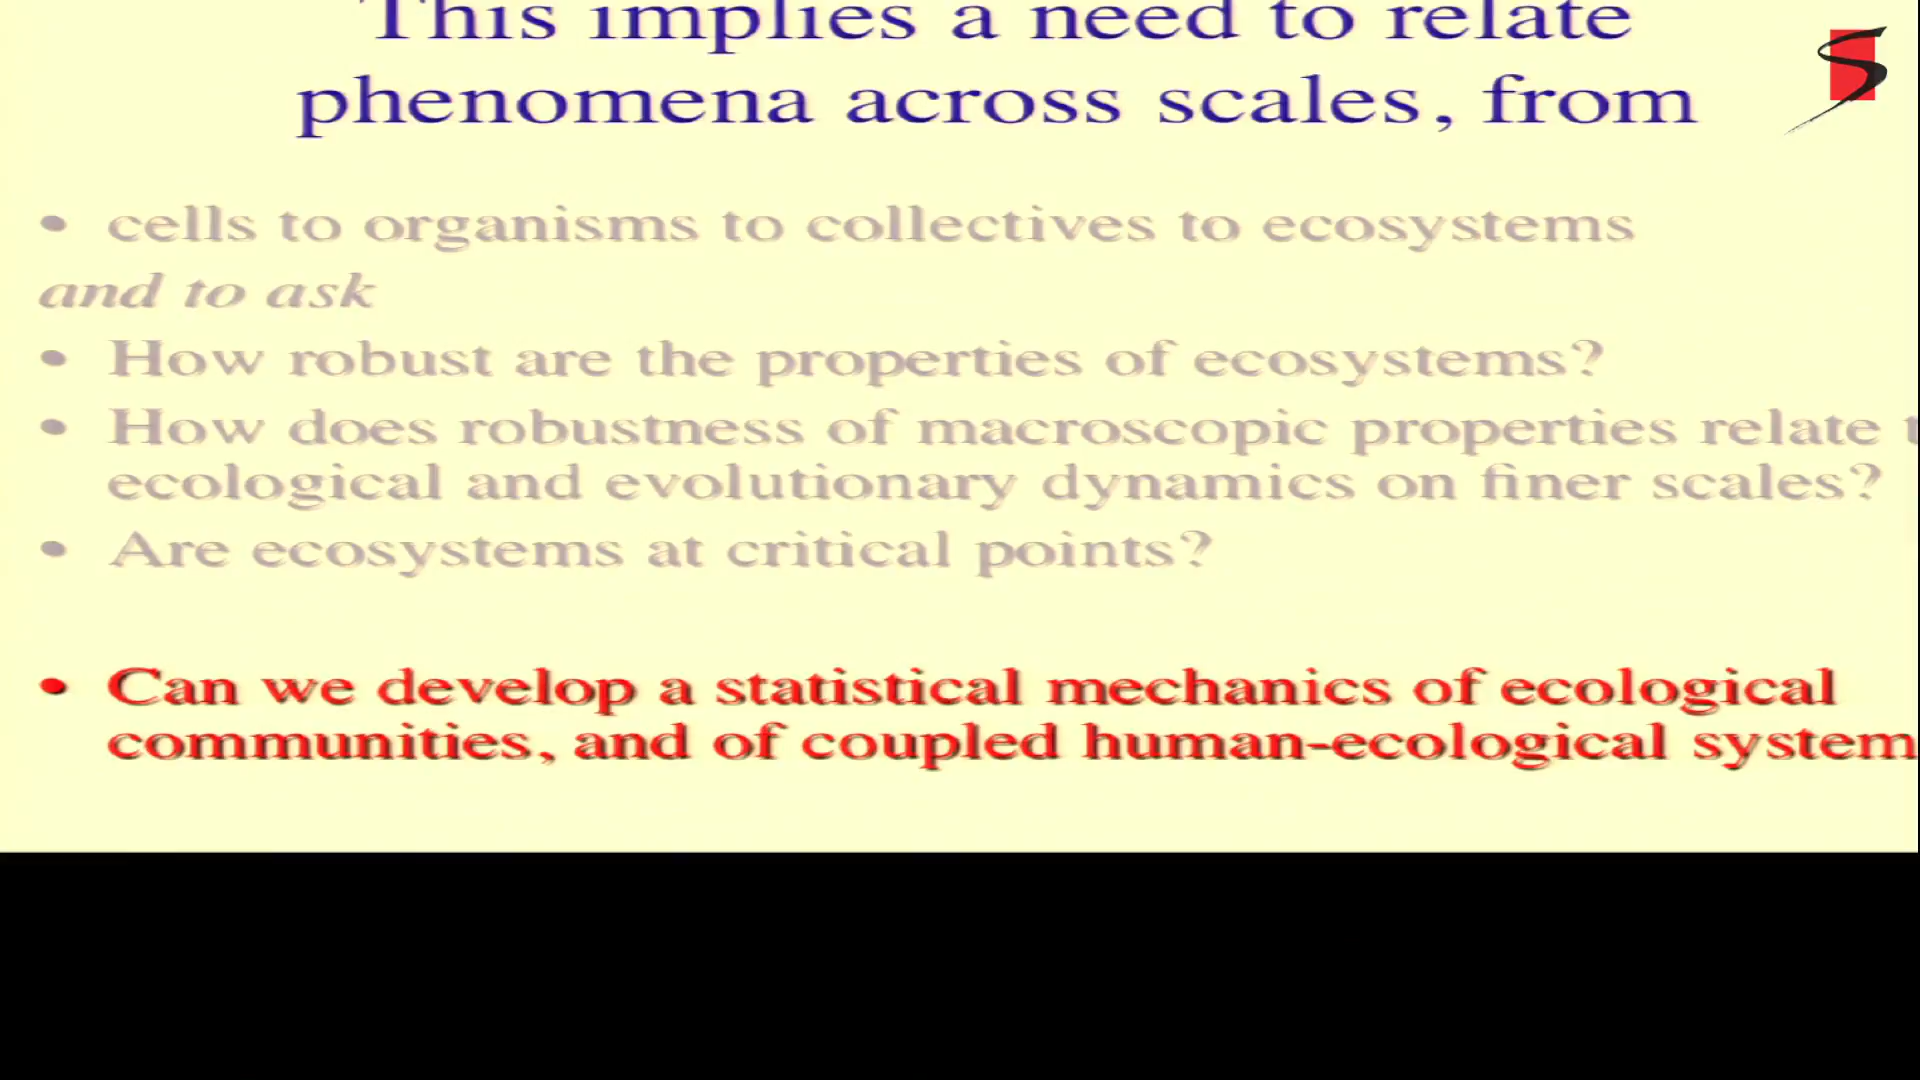 This implies a need to relate
phenomena across scales, from
• cells to organisms to collectives to ecosystems
and to ask
• How robust are the properties of ecosystems?
• How does robustness of macroscopic properties relate t
ecological and evolutionary dynamics on finer scales?
• Are ecosystems at critical points?
• Can we develop a statistical mechanics of ecological
communities, and of coupled human-ecological system